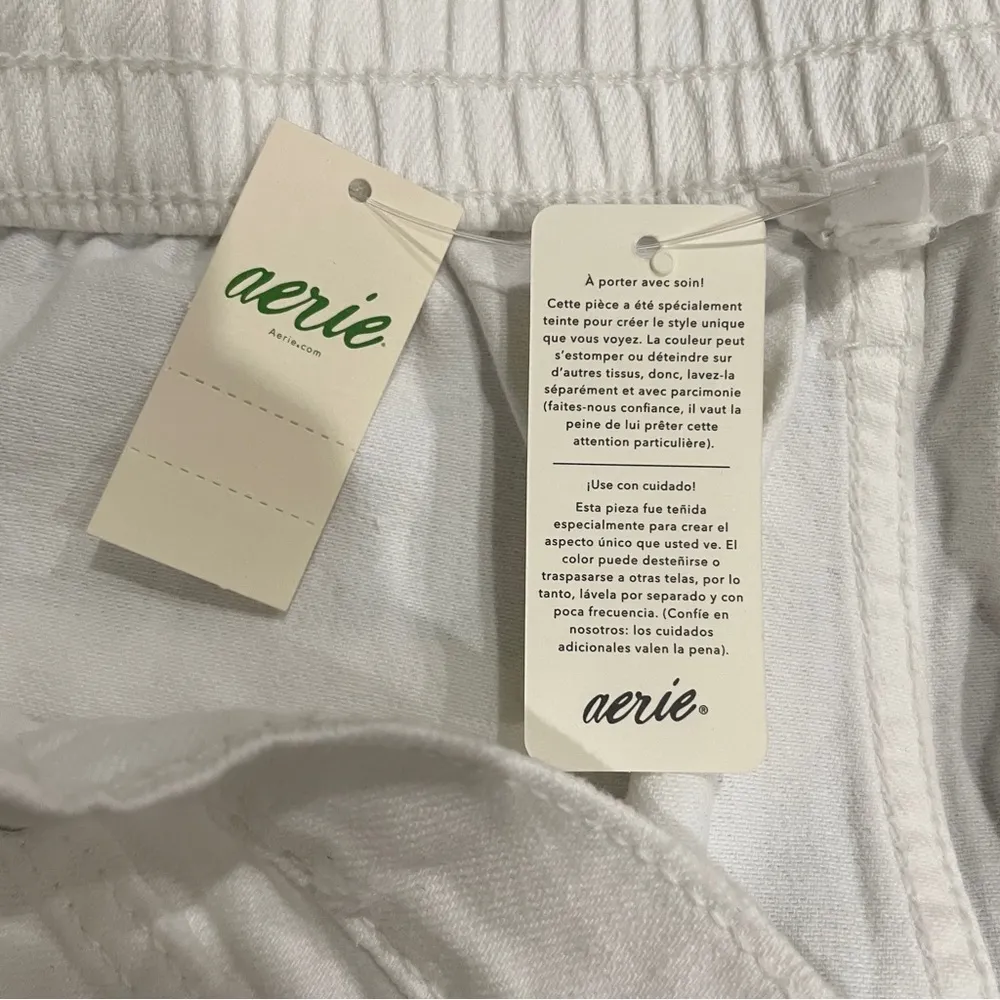 aerie®
Aerie.com
À porter avec soin!
Cette pièce a été spécialement
teinte pour créer le style unique
que vous voyez. La couleur peut
s'estomper ou déteindre sur
d'autres tissus, donc, lavez-la
séparément et avec parcimonie
(faites-nous confiance, il vaut la
peine de lui prêter cette
attention particulière).
¡Use con cuidado!
Esta pieza fue teñida
especialmente para crear el
aspecto único que usted ve. El
color puede desteñirse o
traspasarse a otras telas, por lo
tanto, lávela por separado y con
poca frecuencia. (Confíe en
nosotros: los cuidados
adicionales valen la pena).
aerie®